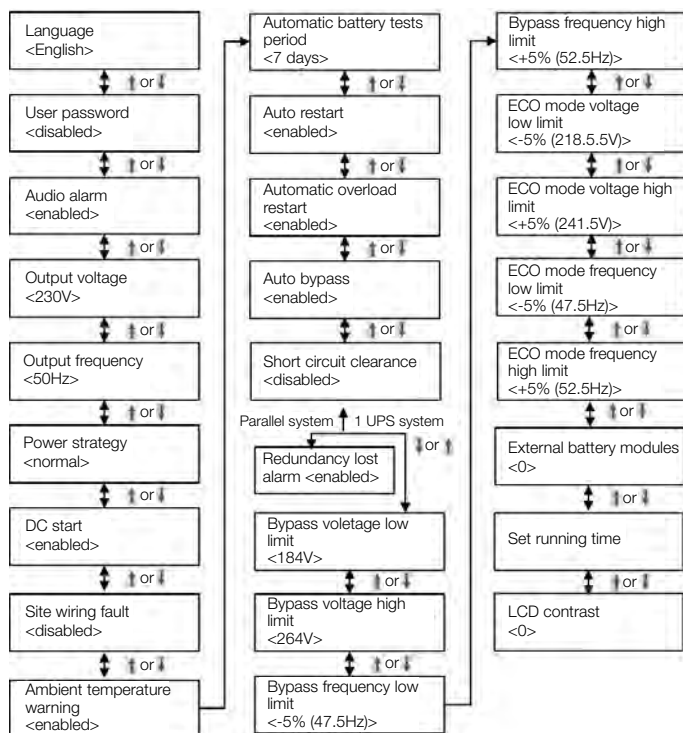 Language
<English>
↑ or ↓
User password
<disabled>
↑ or ↓
Audio alarm
<enabled>
↑ or ↓
Output voltage
<230V>
↑ or ↓
Output frequency
<50Hz>
↑ or ↓
Power strategy
<normal>
↑ or ↓
DC start
<enabled>
↑ or ↓
Site wiring fault
<disabled>
↑ or ↓
Ambient temperature
warning
<enabled>
Automatic battery tests
period
<7 days>
↑ or ↓
Auto restart
<enabled>
↑ or ↓
Automatic overload
restart
<enabled>
↑ or ↓
Auto bypass
<enabled>
↑ or ↓
Short circuit clearance
<disabled>
Parallel system 1 UPS system
↓ or ↑
Redundancy lost
alarm <enabled>
Bypass voletage low
limit
<184V>
↑ or ↓
Bypass voltage high
limit
<264V>
↑ or ↓
Bypass frequency low
limit
<-5% (47.5Hz)>
Bypass frequency high
limit
<+5% (52.5Hz)>
↑ or ↓
ECO mode voltage
low limit
<-5% (218.5.5V)>
↑ or ↓
ECO mode voltage high
limit
<+5% (241.5V)>
↑ or ↓
ECO mode frequency
low limit
<-5% (47.5Hz)>
↑ or ↓
ECO mode frequency
high limit
<+5% (52.5Hz)>
↑ or ↓
External battery modules
<0>
↑ or ↓
Set running time
↑ or ↓
LCD contrast
<0>